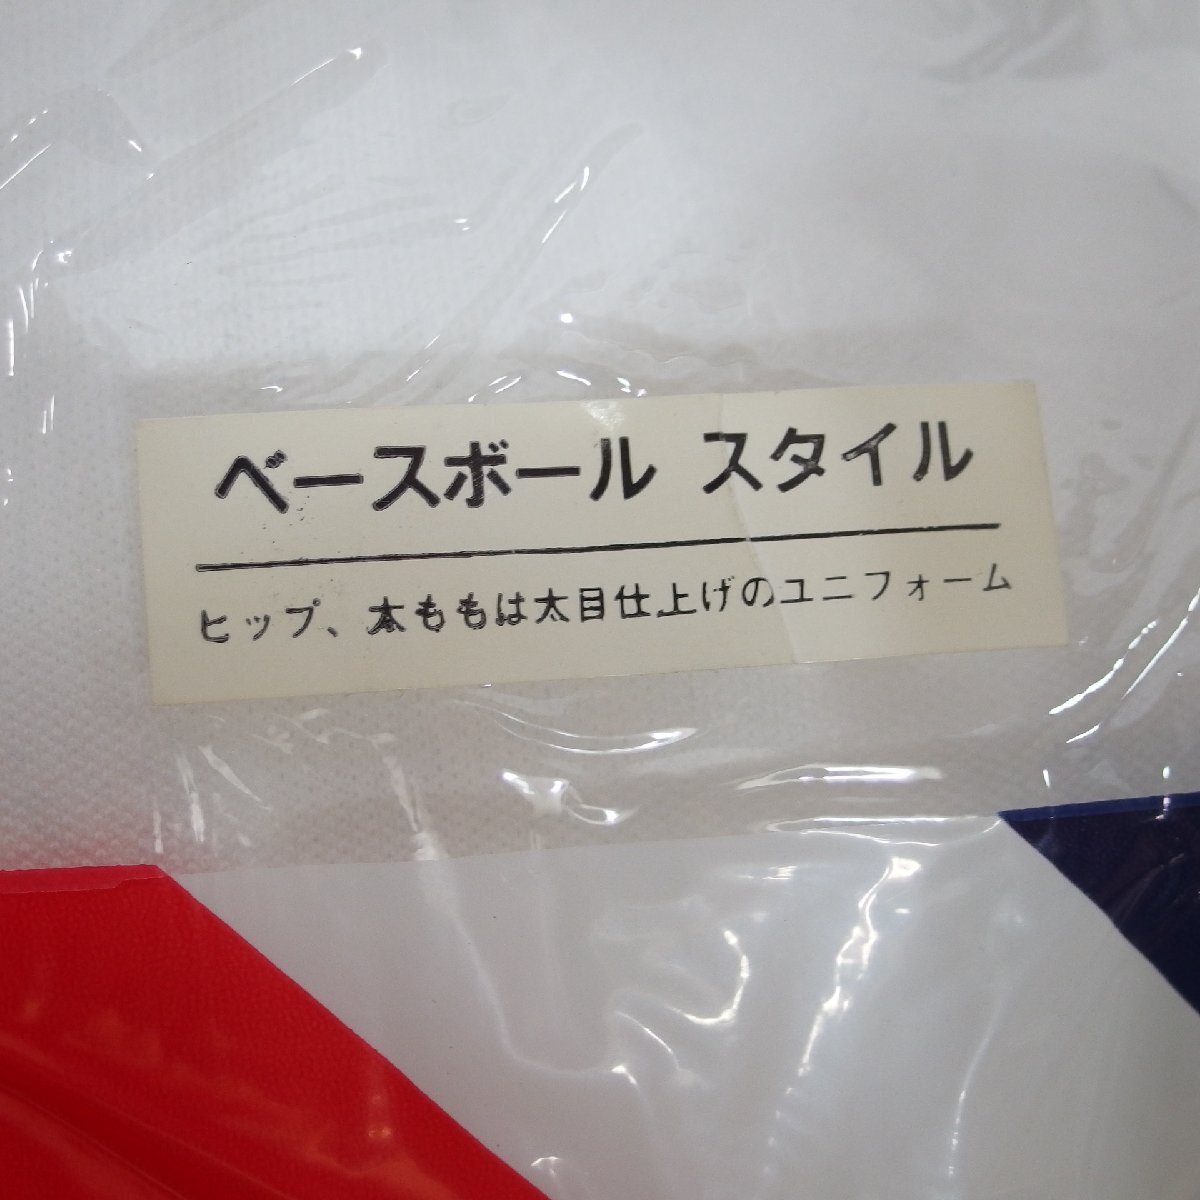 ベースボール スタイル
ヒップ、太ももは太目仕上げのユニフォーム